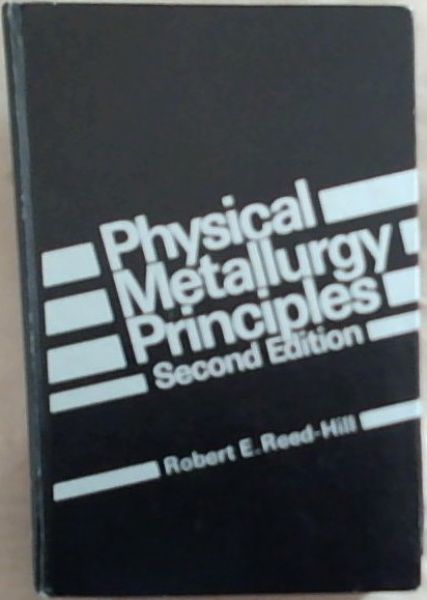 Physical
Metallurgy
Principles
Second Edition
Robert E. Reed-Hill